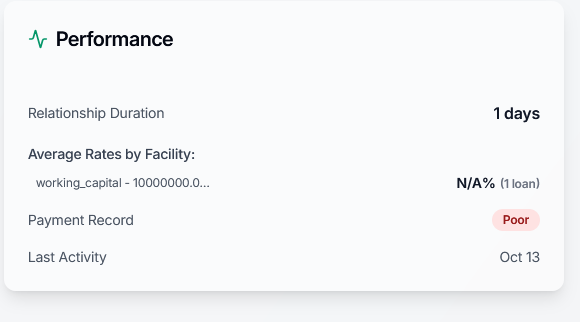 Performance
Relationship Duration 1 days
Average Rates by Facility:
working_capital - 10000000.0... N/A% (1 loan)
Payment Record Poor
Last Activity Oct 13